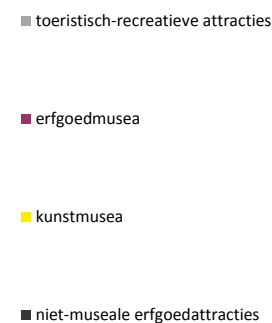 toeristisch-recreatieve attracties
erfgoedmusea
kunstmusea
niet-museale erfgoedattracties